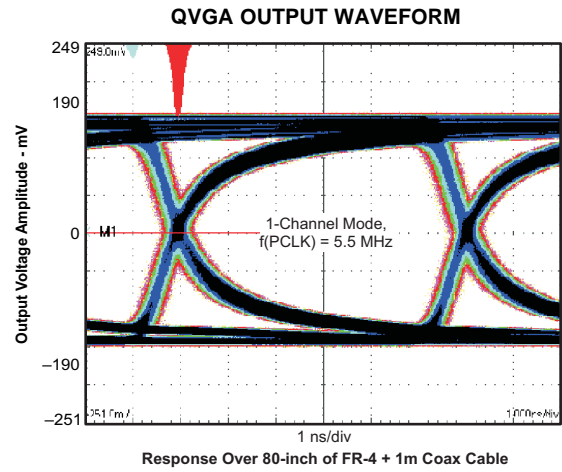 QVGA OUTPUT WAVEFORM
249
249.0mV
190
Output Voltage Amplitude - mV
0
M1
1-Channel Mode,
f(PCLK) = 5.5 MHz
–190
–251
1 ns/div
Response Over 80-inch of FR-4 + 1m Coax Cable